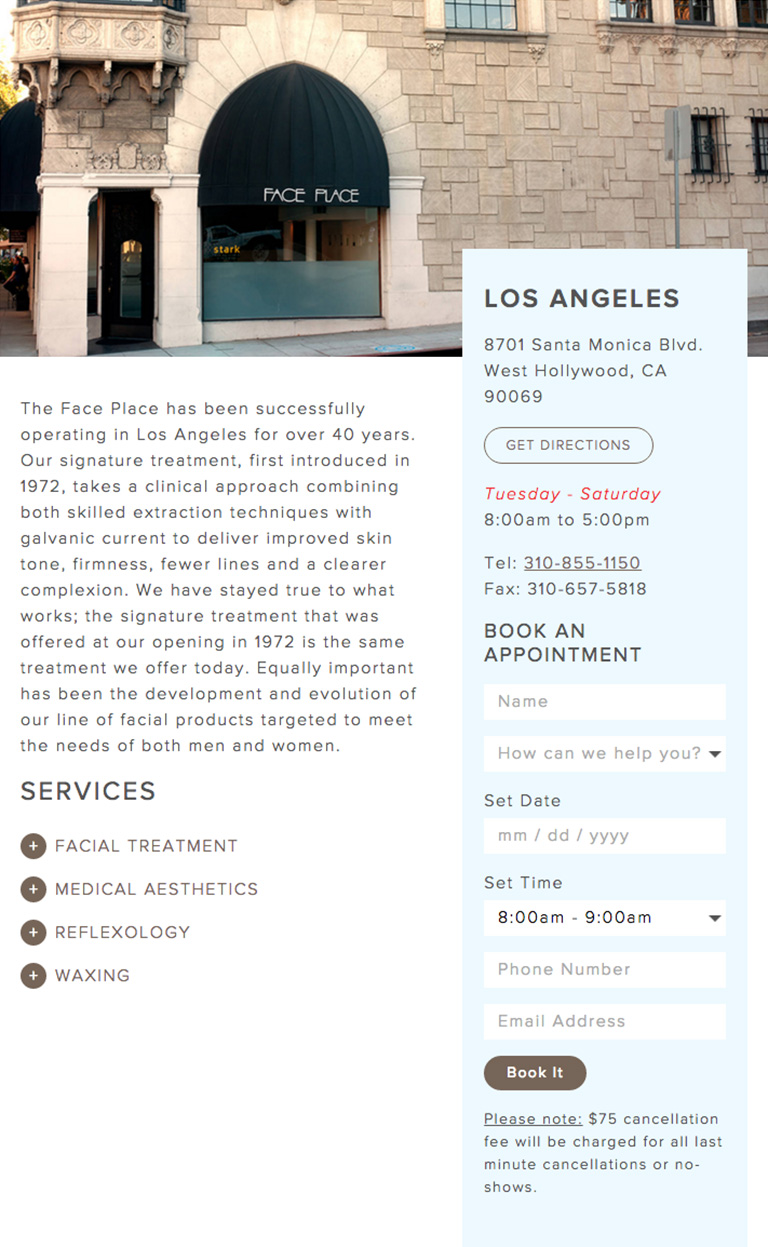 FACE PLACE
stark
LOS ANGELES
8701 Santa Monica Blvd.
West Hollywood, CA
90069
GET DIRECTIONS
Tuesday - Saturday
8:00am to 5:00pm
Tel: 310-855-1150
Fax: 310-657-5818
BOOK AN
APPOINTMENT
Name
How can we help you?
Set Date
mm / dd / yyyy
Set Time
8:00am - 9:00am
Phone Number
Email Address
Book It
Please note: $75 cancellation
fee will be charged for all last
minute cancellations or no-
shows.
The Face Place has been successfully
operating in Los Angeles for over 40 years.
Our signature treatment, first introduced in
1972, takes a clinical approach combining
both skilled extraction techniques with
galvanic current to deliver improved skin
tone, firmness, fewer lines and a clearer
complexion. We have stayed true to what
works; the signature treatment that was
offered at our opening in 1972 is the same
treatment we offer today. Equally important
has been the development and evolution of
our line of facial products targeted to meet
the needs of both men and women.
SERVICES
+ FACIAL TREATMENT
+ MEDICAL AESTHETICS
+ REFLEXOLOGY
+ WAXING